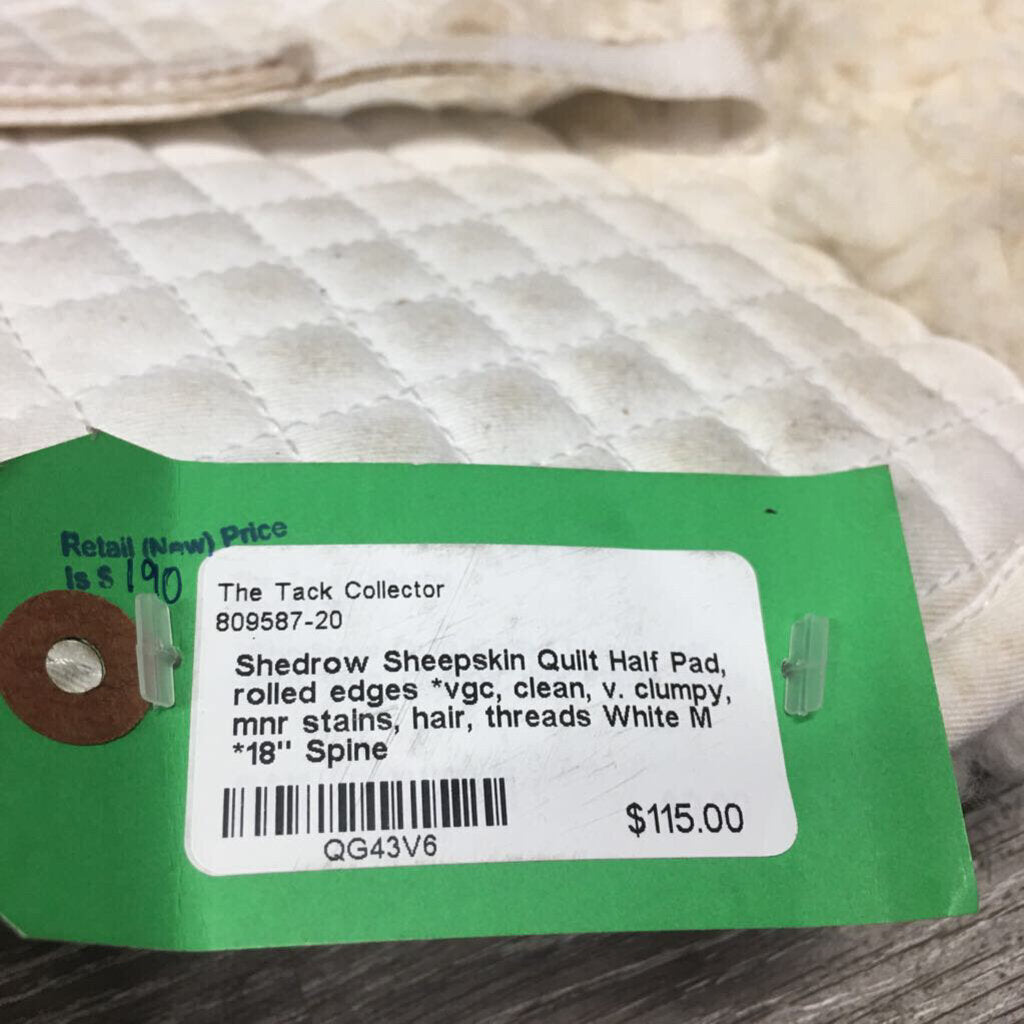 Retail (New) Price
Is $ 190
The Tack Collector
809587-20
Shedrow Sheepskin Quilt Half Pad,
rolled edges *vgc, clean, v. clumpy,
mnr stains, hair, threads White M
*18" Spine
QG43V6
$115.00